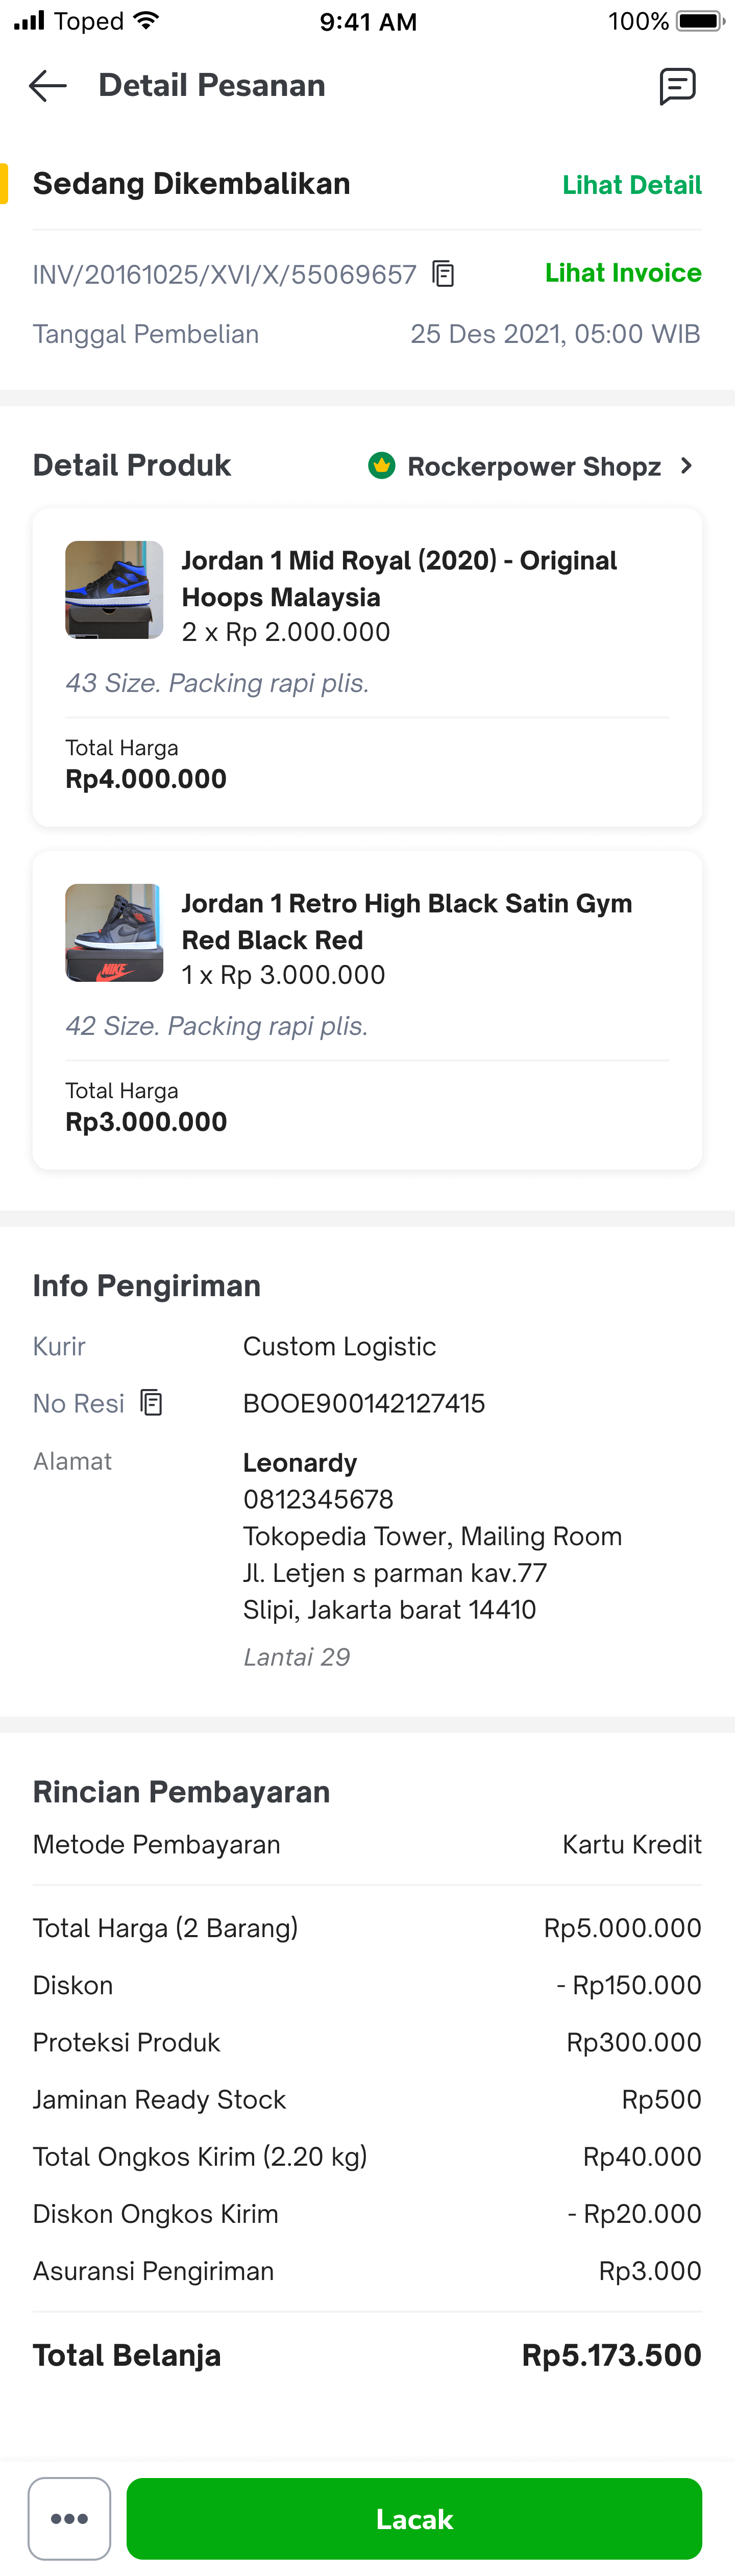 Toped 9:41 AM 100%
Detail Pesanan
Sedang Dikembalikan Lihat Detail
INV/20161025/XVI/X/55069657 Lihat Invoice
Tanggal Pembelian 25 Des 2021, 05:00 WIB
Detail Produk Rockerpower Shopz
Jordan 1 Mid Royal (2020) - Original
Hoops Malaysia
2 x Rp 2.000.000
43 Size. Packing rapi plis.
Total Harga
Rp4.000.000
Jordan 1 Retro High Black Satin Gym
Red Black Red
1 x Rp 3.000.000
NIKE
42 Size. Packing rapi plis.
Total Harga
Rp3.000.000
Info Pengiriman
Kurir Custom Logistic
No Resi BOOE900142127415
Alamat Leonardy
0812345678
Tokopedia Tower, Mailing Room
Jl. Letjen s parman kav.77
Slipi, Jakarta barat 14410
Lantai 29
Rincian Pembayaran
Metode Pembayaran Kartu Kredit
Total Harga (2 Barang) Rp5.000.000
Diskon - Rp150.000
Proteksi Produk Rp300.000
Jaminan Ready Stock Rp500
Total Ongkos Kirim (2.20 kg) Rp40.000
Diskon Ongkos Kirim - Rp20.000
Asuransi Pengiriman Rp3.000
Total Belanja Rp5.173.500
Lacak